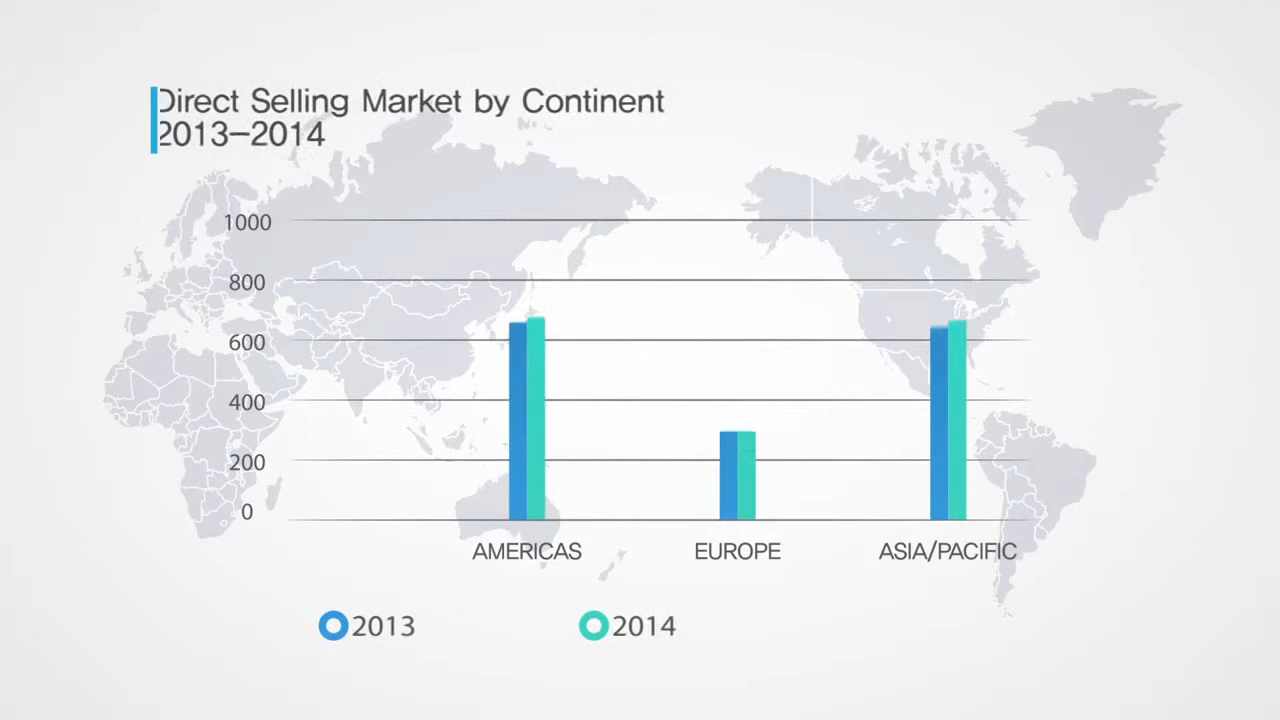 Direct Selling Market by Continent
2013–2014
1000
800
600
400
200
0
AMERICAS
EUROPE
ASIA/PACIFIC
2013
2014